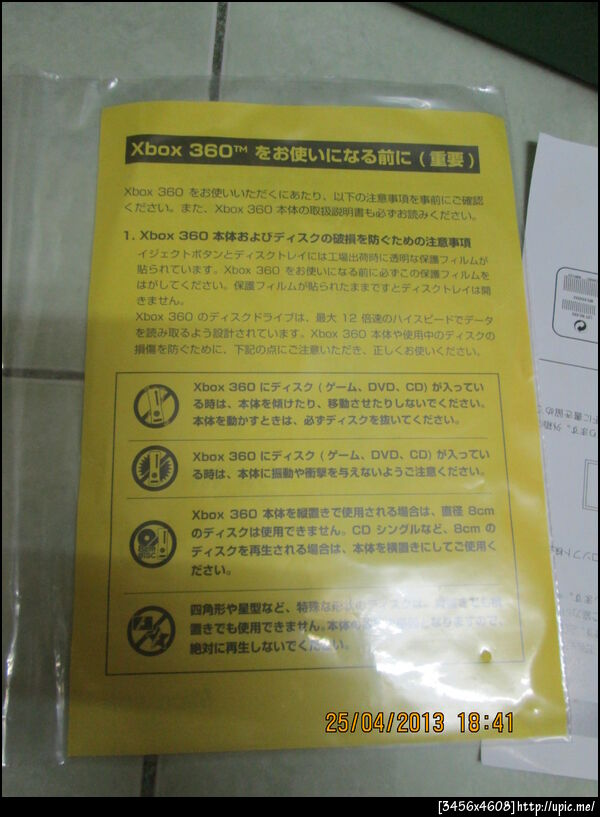 Xbox 360™ をお使いになる前に (重要)
Xbox 360 をお使いいただくにあたり、以下の注意事項を事前にご確認
ください。また、Xbox 360 本体の取扱説明書も必ずお読みください。
1. Xbox 360 本体およびディスクの破損を防ぐための注意事項
イジェクトボタンとディスクトレイには工場出荷時に透明な保護フィルムが
貼られています。Xbox 360 をお使いになる前に必ずこの保護フィルムを
はがしてください。保護フィルムが貼られたままですとディスクトレイは開
きません。
Xbox 360 のディスクドライブは、最大 12 倍速のハイスピードでデータ
を読み取るよう設計されています。Xbox 360 本体や使用中のディスクの
損傷を防ぐために、下記の点にご注意いただき、正しくお使いください。
Xbox 360 にディスク (ゲーム、DVD、CD) が入ってい
る時は、本体を傾けたり、移動させたりしないでください。
本体を動かすときは、必ずディスクを抜いてください。
Xbox 360 にディスク (ゲーム、DVD、CD) が入ってい
る時は、本体に振動や衝撃を与えないようご注意ください。
Xbox 360 本体を縦置きで使用される場合は、直径 8cm
のディスクは使用できません。CD シングルなど、8cm の
ディスクを再生される場合は、本体を横置きにしてご使用く
ださい。
8cm DISC
四角形や星型など、特殊な形状のディスクは、
置きでも使用できません。本体の となりますので、
絶対に再生しないでください。
25/04/2013 18:41
[3456x4608]http://upic.me/